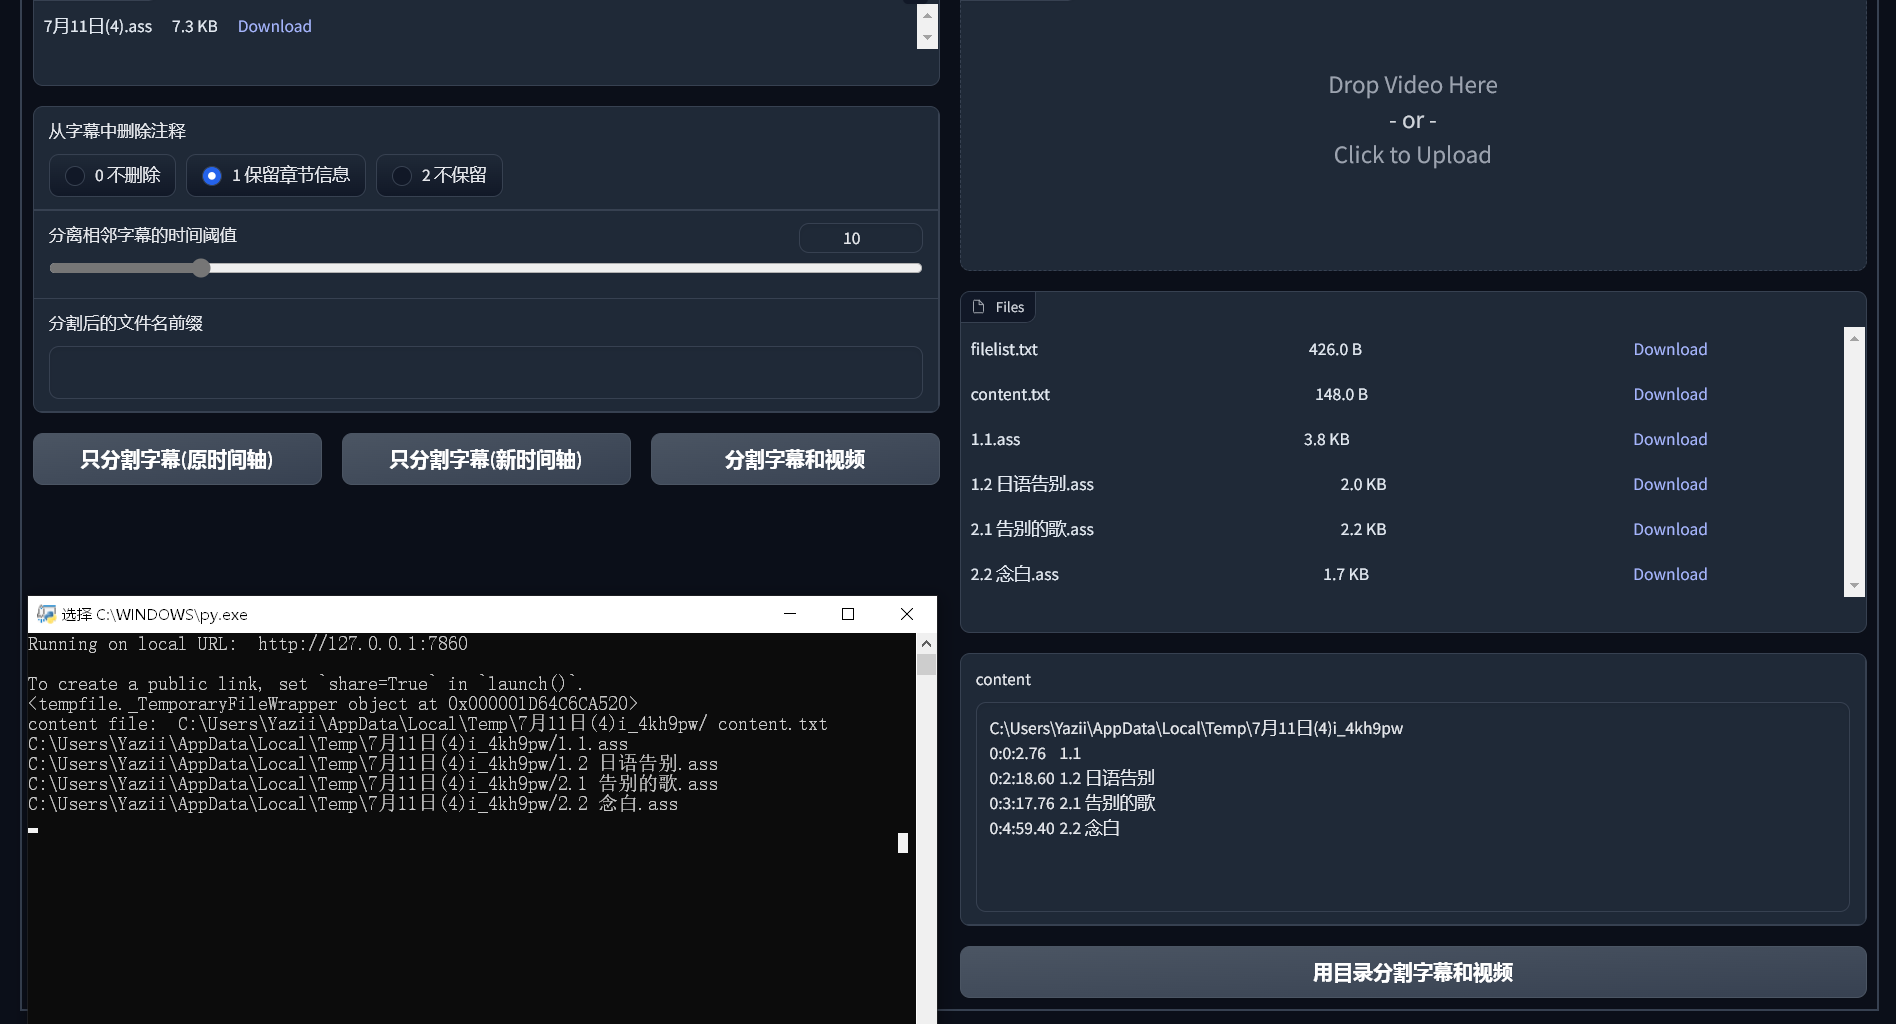 7月11日(4).ass 7.3 KB Download
从字幕中删除注释
0 不删除 1 保留章节信息 2 不保留
分离相邻字幕的时间阈值 10
分割后的文件名前缀
只分割字幕(原时间轴) 只分割字幕(新时间轴) 分割字幕和视频
选择 C:\WINDOWS\py.exe
Running on local URL:  http://127.0.0.1:7860
To create a public link, set `share=True` in `launch()`.
<tempfile._TemporaryFileWrapper object at 0x000001D64C6CA520>
content file:  C:\Users\Yazii\AppData\Local\Temp\7月11日(4)i_4kh9pw/ content.txt
C:\Users\Yazii\AppData\Local\Temp\7月11日(4)i_4kh9pw/1.1.ass
C:\Users\Yazii\AppData\Local\Temp\7月11日(4)i_4kh9pw/1.2 日语告别.ass
C:\Users\Yazii\AppData\Local\Temp\7月11日(4)i_4kh9pw/2.1 告别的歌.ass
C:\Users\Yazii\AppData\Local\Temp\7月11日(4)i_4kh9pw/2.2 念白.ass
Drop Video Here
- or -
Click to Upload
Files
filelist.txt 426.0 B Download
content.txt 148.0 B Download
1.1.ass 3.8 KB Download
1.2 日语告别.ass 2.0 KB Download
2.1 告别的歌.ass 2.2 KB Download
2.2 念白.ass 1.7 KB Download
content
C:\Users\Yazii\AppData\Local\Temp\7月11日(4)i_4kh9pw
0:0:2.76 1.1
0:2:18.60 1.2 日语告别
0:3:17.76 2.1 告别的歌
0:4:59.40 2.2 念白
用目录分割字幕和视频